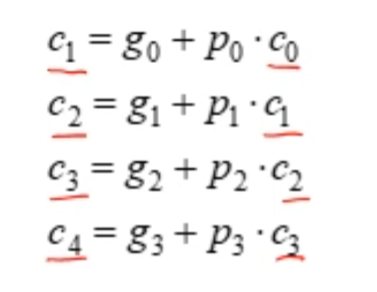 c₁ = g₀ + p₀ · c₀
c₂ = g₁ + p₁ · c₁
c₃ = g₂ + p₂ · c₂
c₄ = g₃ + p₃ · c₃